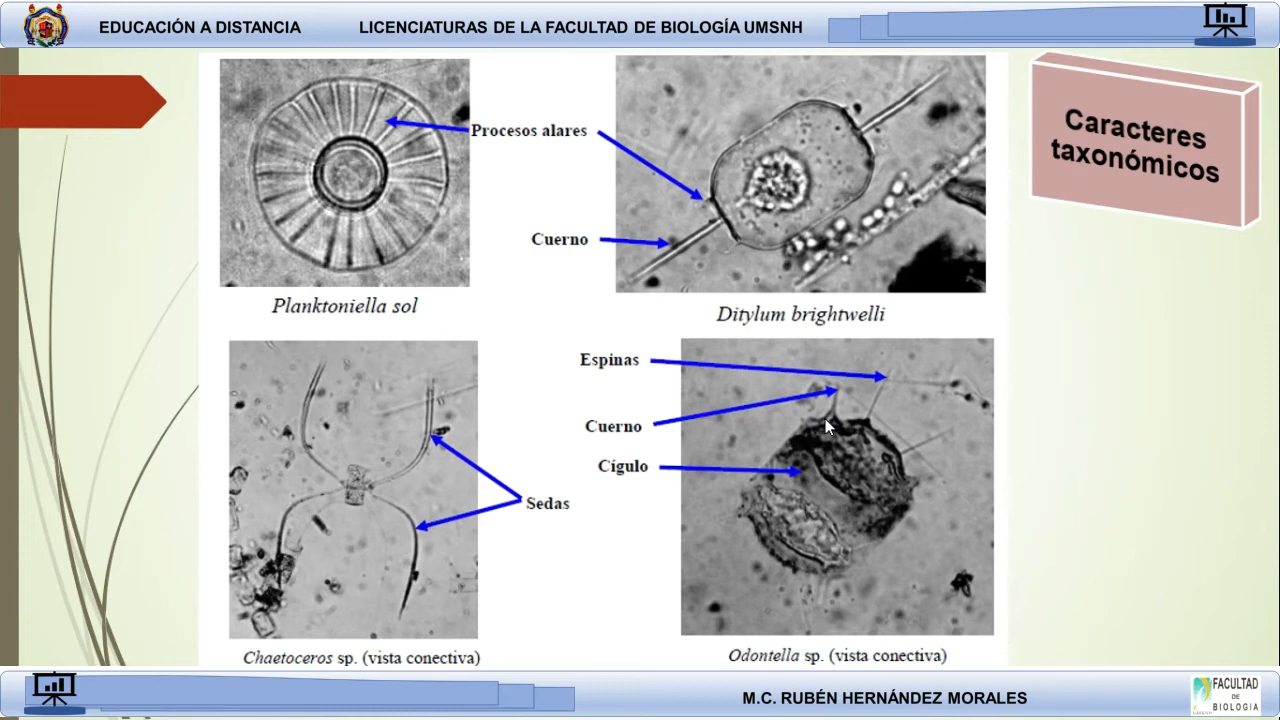 EDUCACIÓN A DISTANCIA LICENCIATURAS DE LA FACULTAD DE BIOLOGÍA UMSNH
Caracteres
taxonómicos
Procesos alares
Cuerno
Planktoniella sol
Ditylum brightwelli
Espinas
Cuerno
Cígulo
Sedas
Chaetoceros sp. (vista conectiva)
Odontella sp. (vista conectiva)
M.C. RUBÉN HERNÁNDEZ MORALES
FACULTAD
DE
BIOLOGIA